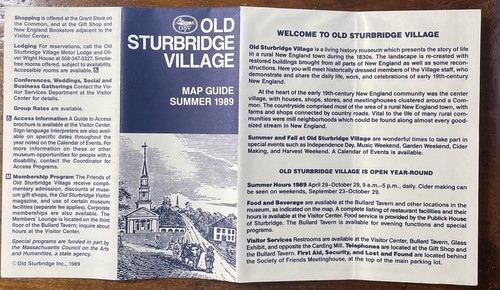 Shopping is offered at the Grant Store on
the Common, and at the Gift Shop and
New England Bookstore adjacent to the
Visitor Center.
Lodging For reservations, call the Old
Sturbridge Village Motor Lodge and Oli-
ver Wight House at 508-347-3327. Smoke-
free rooms offered, subject to availability.
Accessible rooms are available.
Conferences, Weddings, Social and
Business Gatherings Contact the Vis-
itor Services Department at the Visitor
Center for details.
Group Rates are available.
Access Information A Guide to Access
brochure is available at the Visitor Center.
Sign language interpreters are also avail-
able on specific dates throughout the
year noted on the Calendar of Events. For
more information on these or other
museum opportunities for people with a
disability, contact the Coordinator for
Access Programs.
M Membership Program The Friends of
Old Sturbridge Village receive compli-
mentary admission, discounts at muse-
um gift shops, the Old Sturbridge Visitor
magazine, and use of certain museum
facilities (separate fee applies). Corporate
memberships are also available. The
Members' Lounge is located on the third
floor of the Bullard Tavern; inquire about
hours at the Visitor Center.
Special programs are funded in part by
the Massachusetts Council on the Arts
and Humanities, a state agency.
© Old Sturbridge Inc., 1989
OSV
OLD
STURBRIDGE
VILLAGE
MAP GUIDE
SUMMER 1989
WELCOME TO OLD STURBRIDGE VILLAGE
Old Sturbridge Village is a living history museum which presents the story of life
in a rural New England town during the 1830s. The landscape is re-created with
restored buildings brought from all parts of New England as well as some recon-
structions. Here you will meet historically dressed members of the Village staff, who
demonstrate and share the daily life, work, and celebrations of early 19th-century
New England.
At the heart of the early 19th-century New England community was the center
village, with houses, shops, stores, and meetinghouses clustered around a Com-
mon. The countryside comprised most of the area of a rural New England town, with
farms and shops connected by country roads. Vital to the life of many rural com-
munities were mill neighborhoods which could be found along almost every good-
sized stream in New England.
Summer and Fall at Old Sturbridge Village are wonderful times to take part in
special events such as Independence Day, Music Weekend, Garden Weekend, Cider
Making, and Harvest Weekend. A Calendar of Events is available.
OLD STURBRIDGE VILLAGE IS OPEN YEAR-ROUND
Summer Hours 1989 April 29-October 29, 9 a.m.-5 p.m., daily. Cider making can
be seen on weekends, September 23-October 29.
Food and Beverage are available at the Bullard Tavern and other locations in the
museum, as indicated on the map. A complete listing of restaurant facilities and their
hours is available at the Visitor Center. Food service is provided by the Publick House
of Sturbridge. The Bullard Tavern is available for evening functions and special
programs.
Visitor Services Restrooms are available at the Visitor Center, Bullard Tavern, Glass
Exhibit, and opposite the Carding Mill. Telephones are located at the Gift Shop and
the Bullard Tavern. First Aid, Security, and Lost and Found are located behind
the Society of Friends Meetinghouse, at the top of the main parking lot.